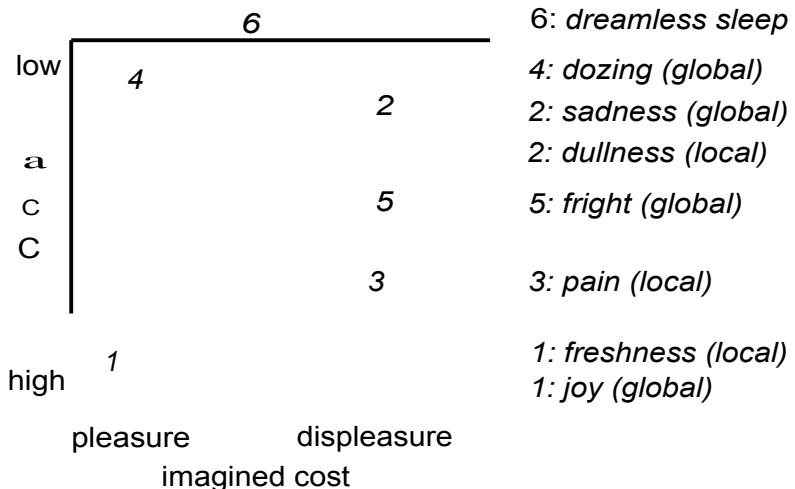 6
6: dreamless sleep
low
4
4: dozing (global)
2
2: sadness (global)
a
2: dullness (local)
c
5
5: fright (global)
C
3
3: pain (local)
1
1: freshness (local)
high
1: joy (global)
pleasure displeasure
imagined cost